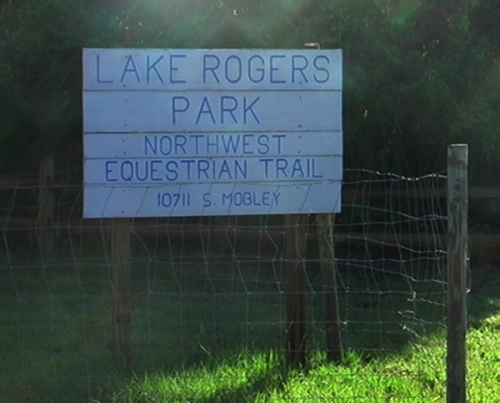 LAKE ROGERS
PARK
NORTHWEST
EQUESTRIAN TRAIL
10711 S. MOBLEY